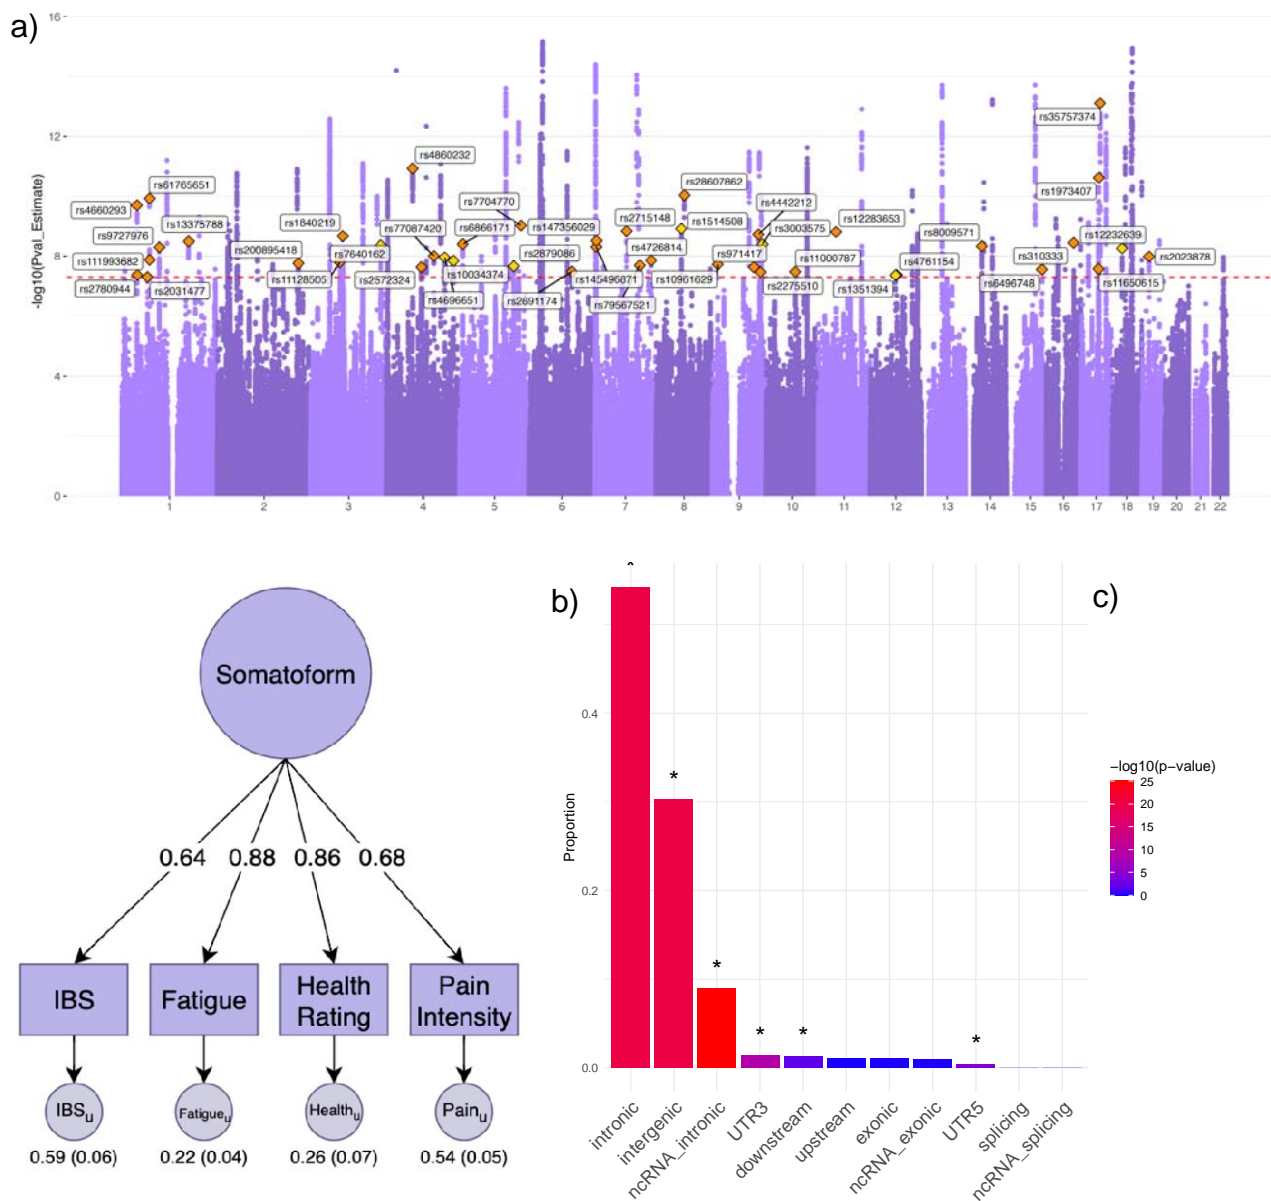 a)
16
12
8
4
0
-log10(Pval_Estimate)
rs35757374
rs4860232
rs1973407
rs61765651
rs28607862
rs4660293
rs7704770
rs4442212
rs13375788
rs1840219
rs77087420
rs6866171
rs147356029
rs2715148
rs1514508
rs3003575
rs12283653
rs9727976
rs200895418
rs7640162
rs2879086
rs4726814
rs971417
rs8009571
rs12232639
rs310333
rs2023878
rs111993682
rs11128505
rs2572324
rs10034374
rs145496871
rs10961629
rs11000787
rs4761154
rs6496748
rs11650615
rs2780944
rs2031477
rs4696651
rs2691174
rs79567521
rs2275510
rs1351394
1 2 3 4 5 6 7 8 9 10 11 12 13 14 15 16 17 18 19 20 21 22
Somatoform
0.64 0.88 0.86 0.68
IBS
Fatigue
Health
Rating
Pain
Intensity
IBSu
Fatigueu
Healthu
Painu
0.59 (0.06)
0.22 (0.04)
0.26 (0.07)
0.54 (0.05)
b)
Proportion
0.4
0.2
0.0
*
*
*
*
*
*
intronic
intergenic
ncRNA_intronic
UTR3
downstream
upstream
exonic
ncRNA_exonic
UTR5
splicing
ncRNA_splicing
c)
−log10(p−value)
25
20
15
10
5
0